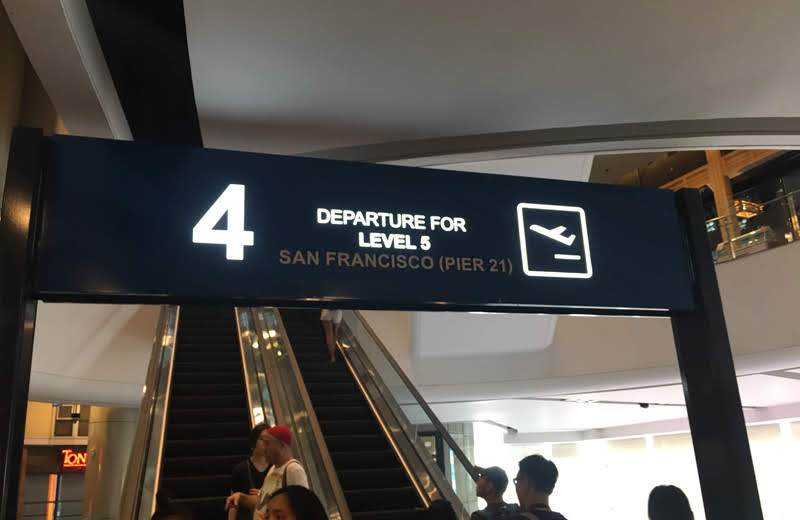 4
DEPARTURE FOR
LEVEL 5
SAN FRANCISCO (PIER 21)